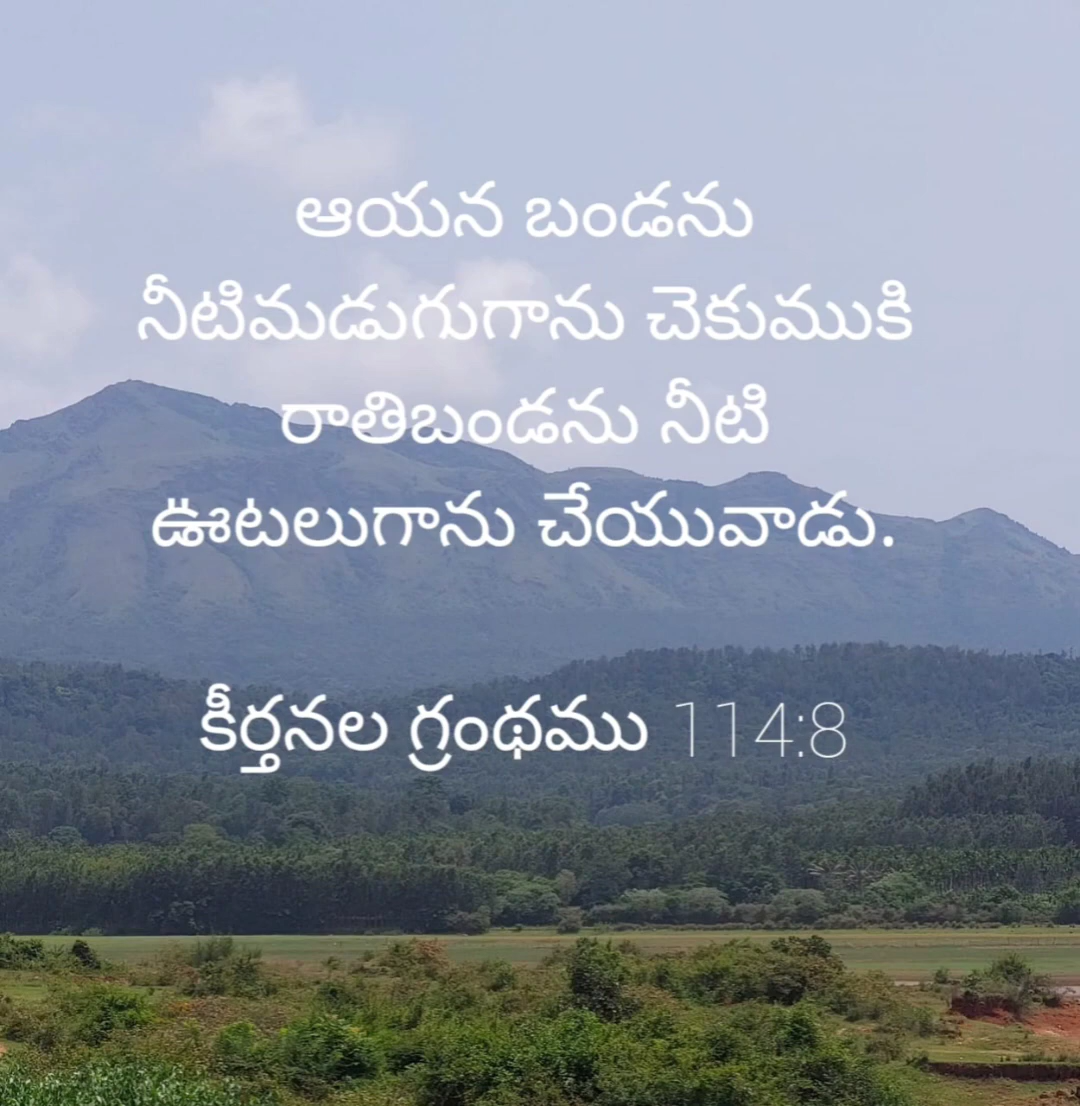 ఆయన బండను
నీటిమడుగుగాను చెకుముకి
రాతిబండను నీటి
ఊటలుగాను చేయువాడు.
కీర్తనల గ్రంథము 114:8